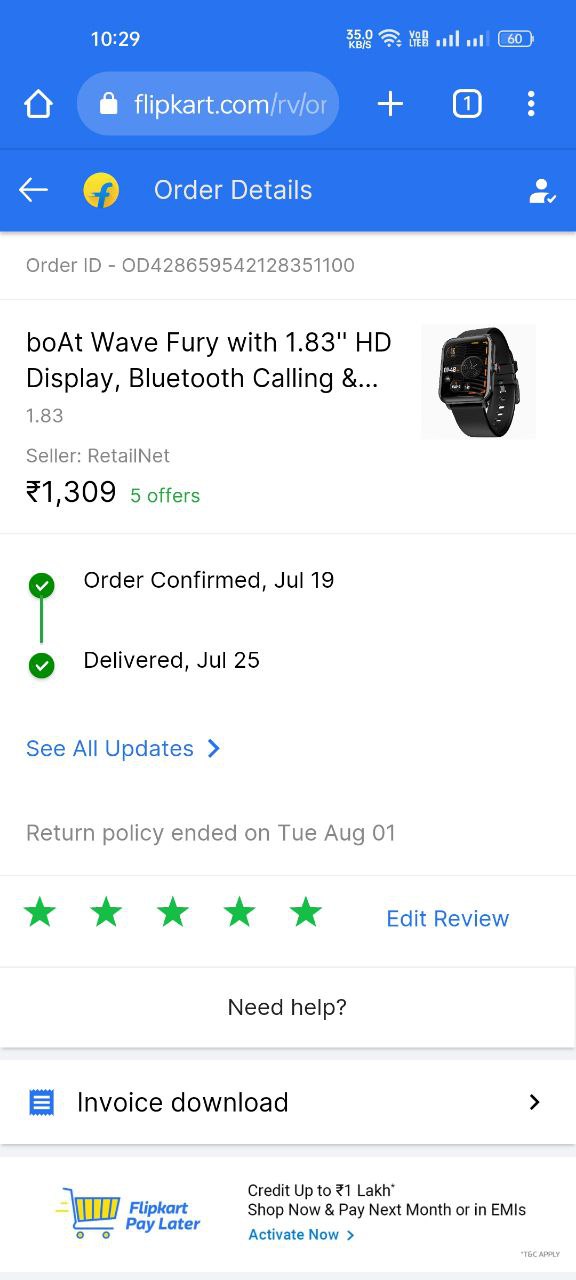 10:29
35.0 KB/S
Vo) LTE2
60
flipkart.com/rv/or
1
Order Details
Order ID - OD428659542128351100
boAt Wave Fury with 1.83'' HD
Display, Bluetooth Calling &...
1.83
Seller: RetailNet
₹1,309 5 offers
Order Confirmed, Jul 19
Delivered, Jul 25
See All Updates
Return policy ended on Tue Aug 01
Edit Review
Need help?
Invoice download
Flipkart
Pay Later
Credit Up to ₹1 Lakh*
Shop Now & Pay Next Month or in EMIs
Activate Now
*T&C APPLY